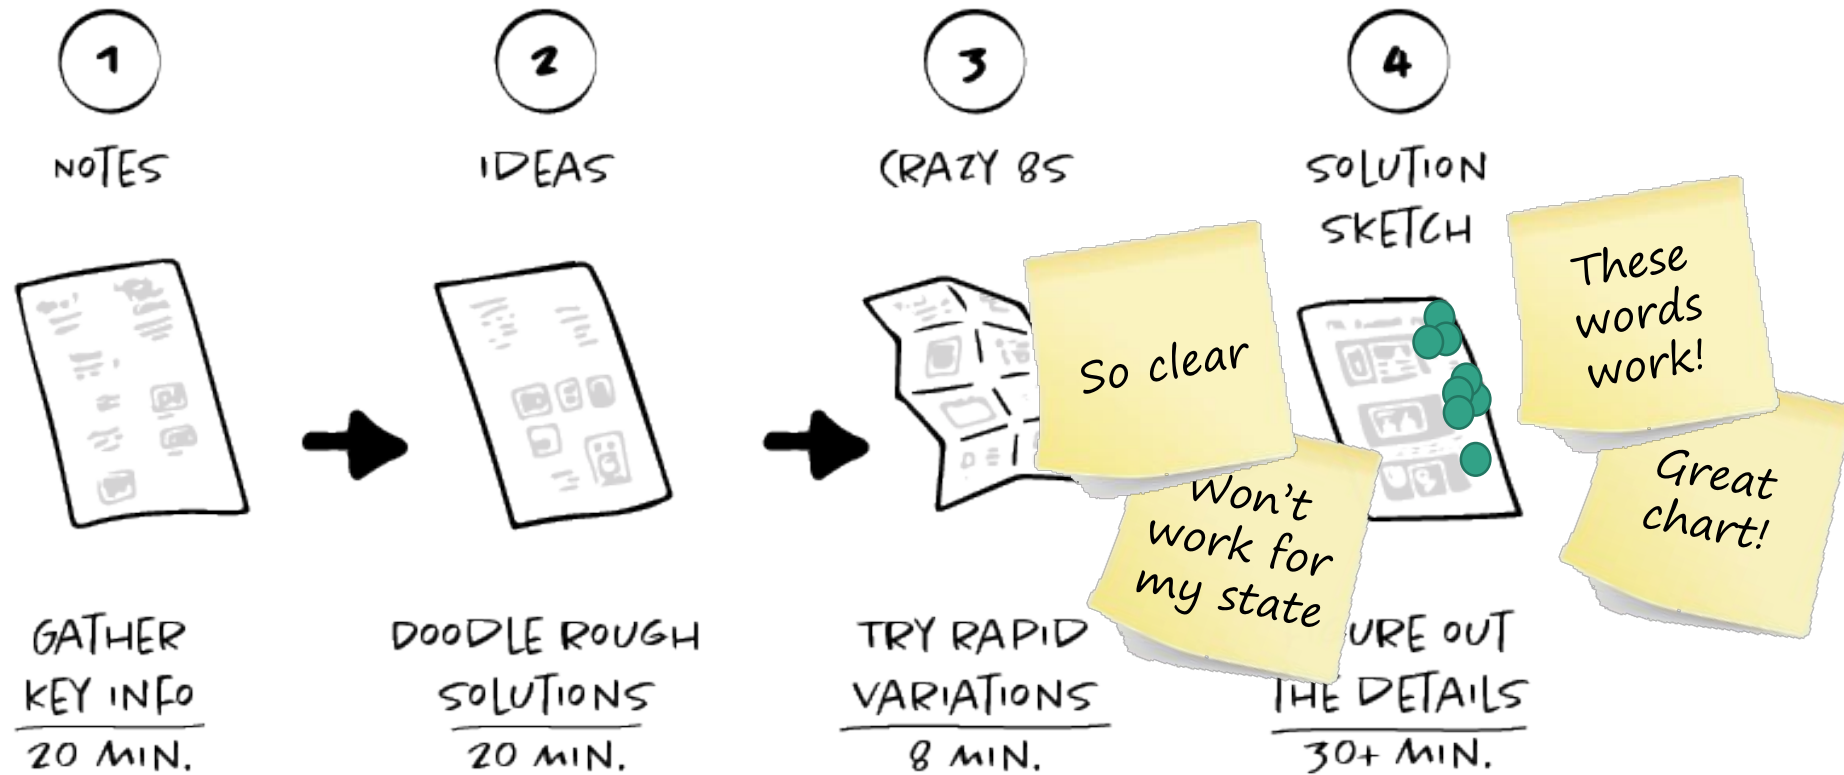 1
NOTES
GATHER
KEY INFO
20 MIN.
2
IDEAS
DOODLE ROUGH
SOLUTIONS
20 MIN.
3
CRAZY 8S
TRY RAPID
VARIATIONS
8 MIN.
4
SOLUTION
SKETCH
URE OUT
THE DETAILS
30+ MIN.
So clear
Won't
work for
my state
These
words
work!
Great
chart!